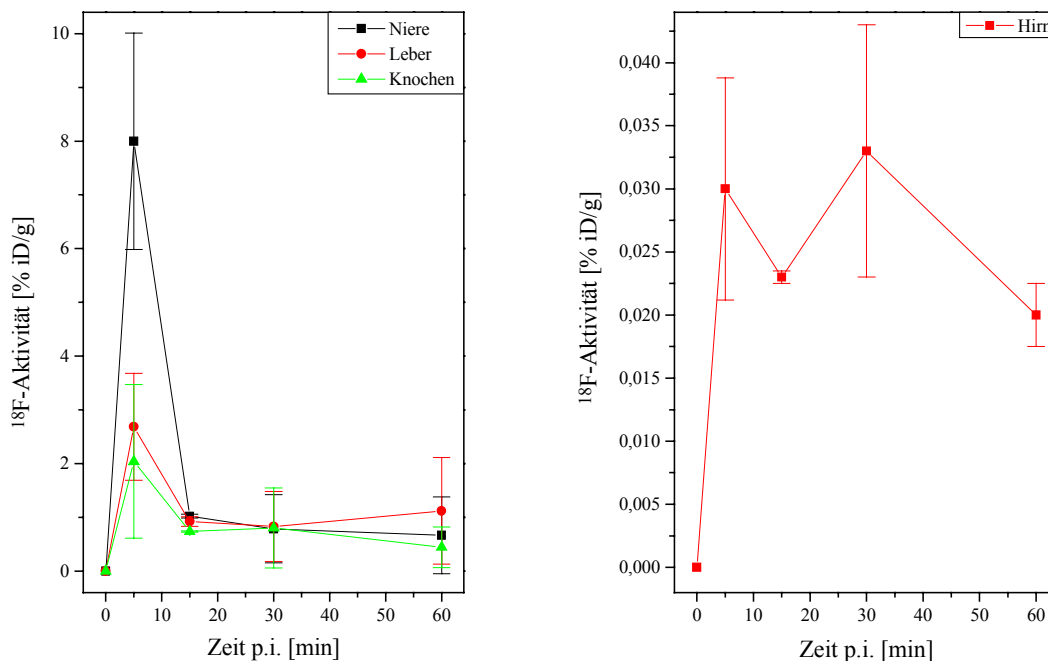 Niere
Leber
Knochen
10
8
6
4
2
0
¹⁸F-Aktivität [% iD/g]
0 10 20 30 40 50 60
Zeit p.i. [min]
Hirn
0,040
0,035
0,030
0,025
0,020
0,015
0,010
0,005
0,000
¹⁸F-Aktivität [% iD/g]
0 10 20 30 40 50 60
Zeit p.i. [min]